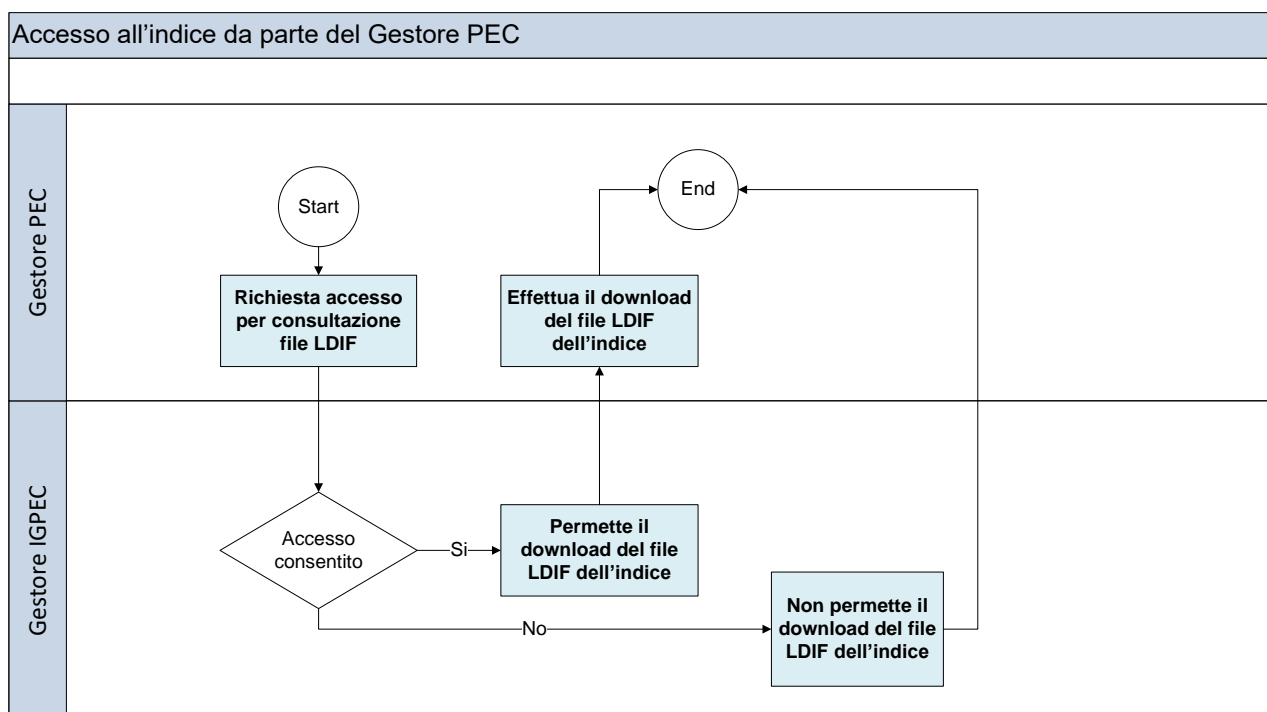 Accesso all’indice da parte del Gestore PEC
Gestore PEC
Start
End
Richiesta accesso
per consultazione
file LDIF
Effettua il download
del file LDIF
dell’indice
Gestore IGPEC
Accesso
consentito
Si
Permette il
download del file
LDIF dell’indice
No
Non permette il
download del file
LDIF dell’indice